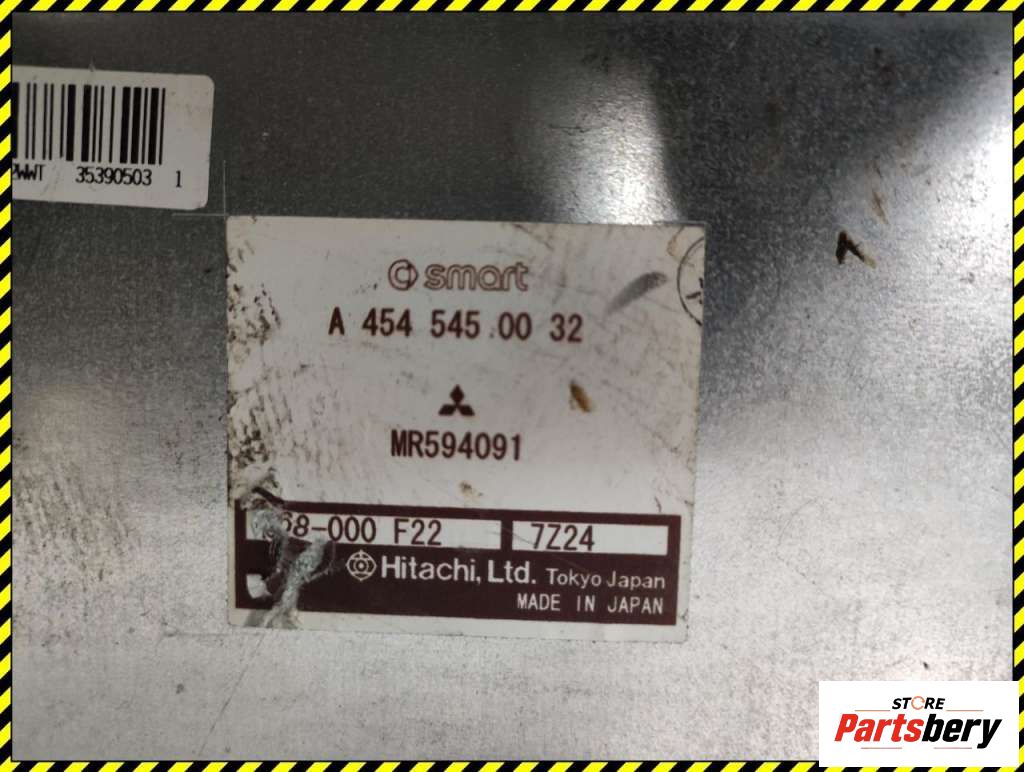 35390503 1
smart
A 454 545 00 32
MR594091
F22 7Z24
Hitachi, Ltd. Tokyo Japan
MADE IN JAPAN
STORE
Partsbery